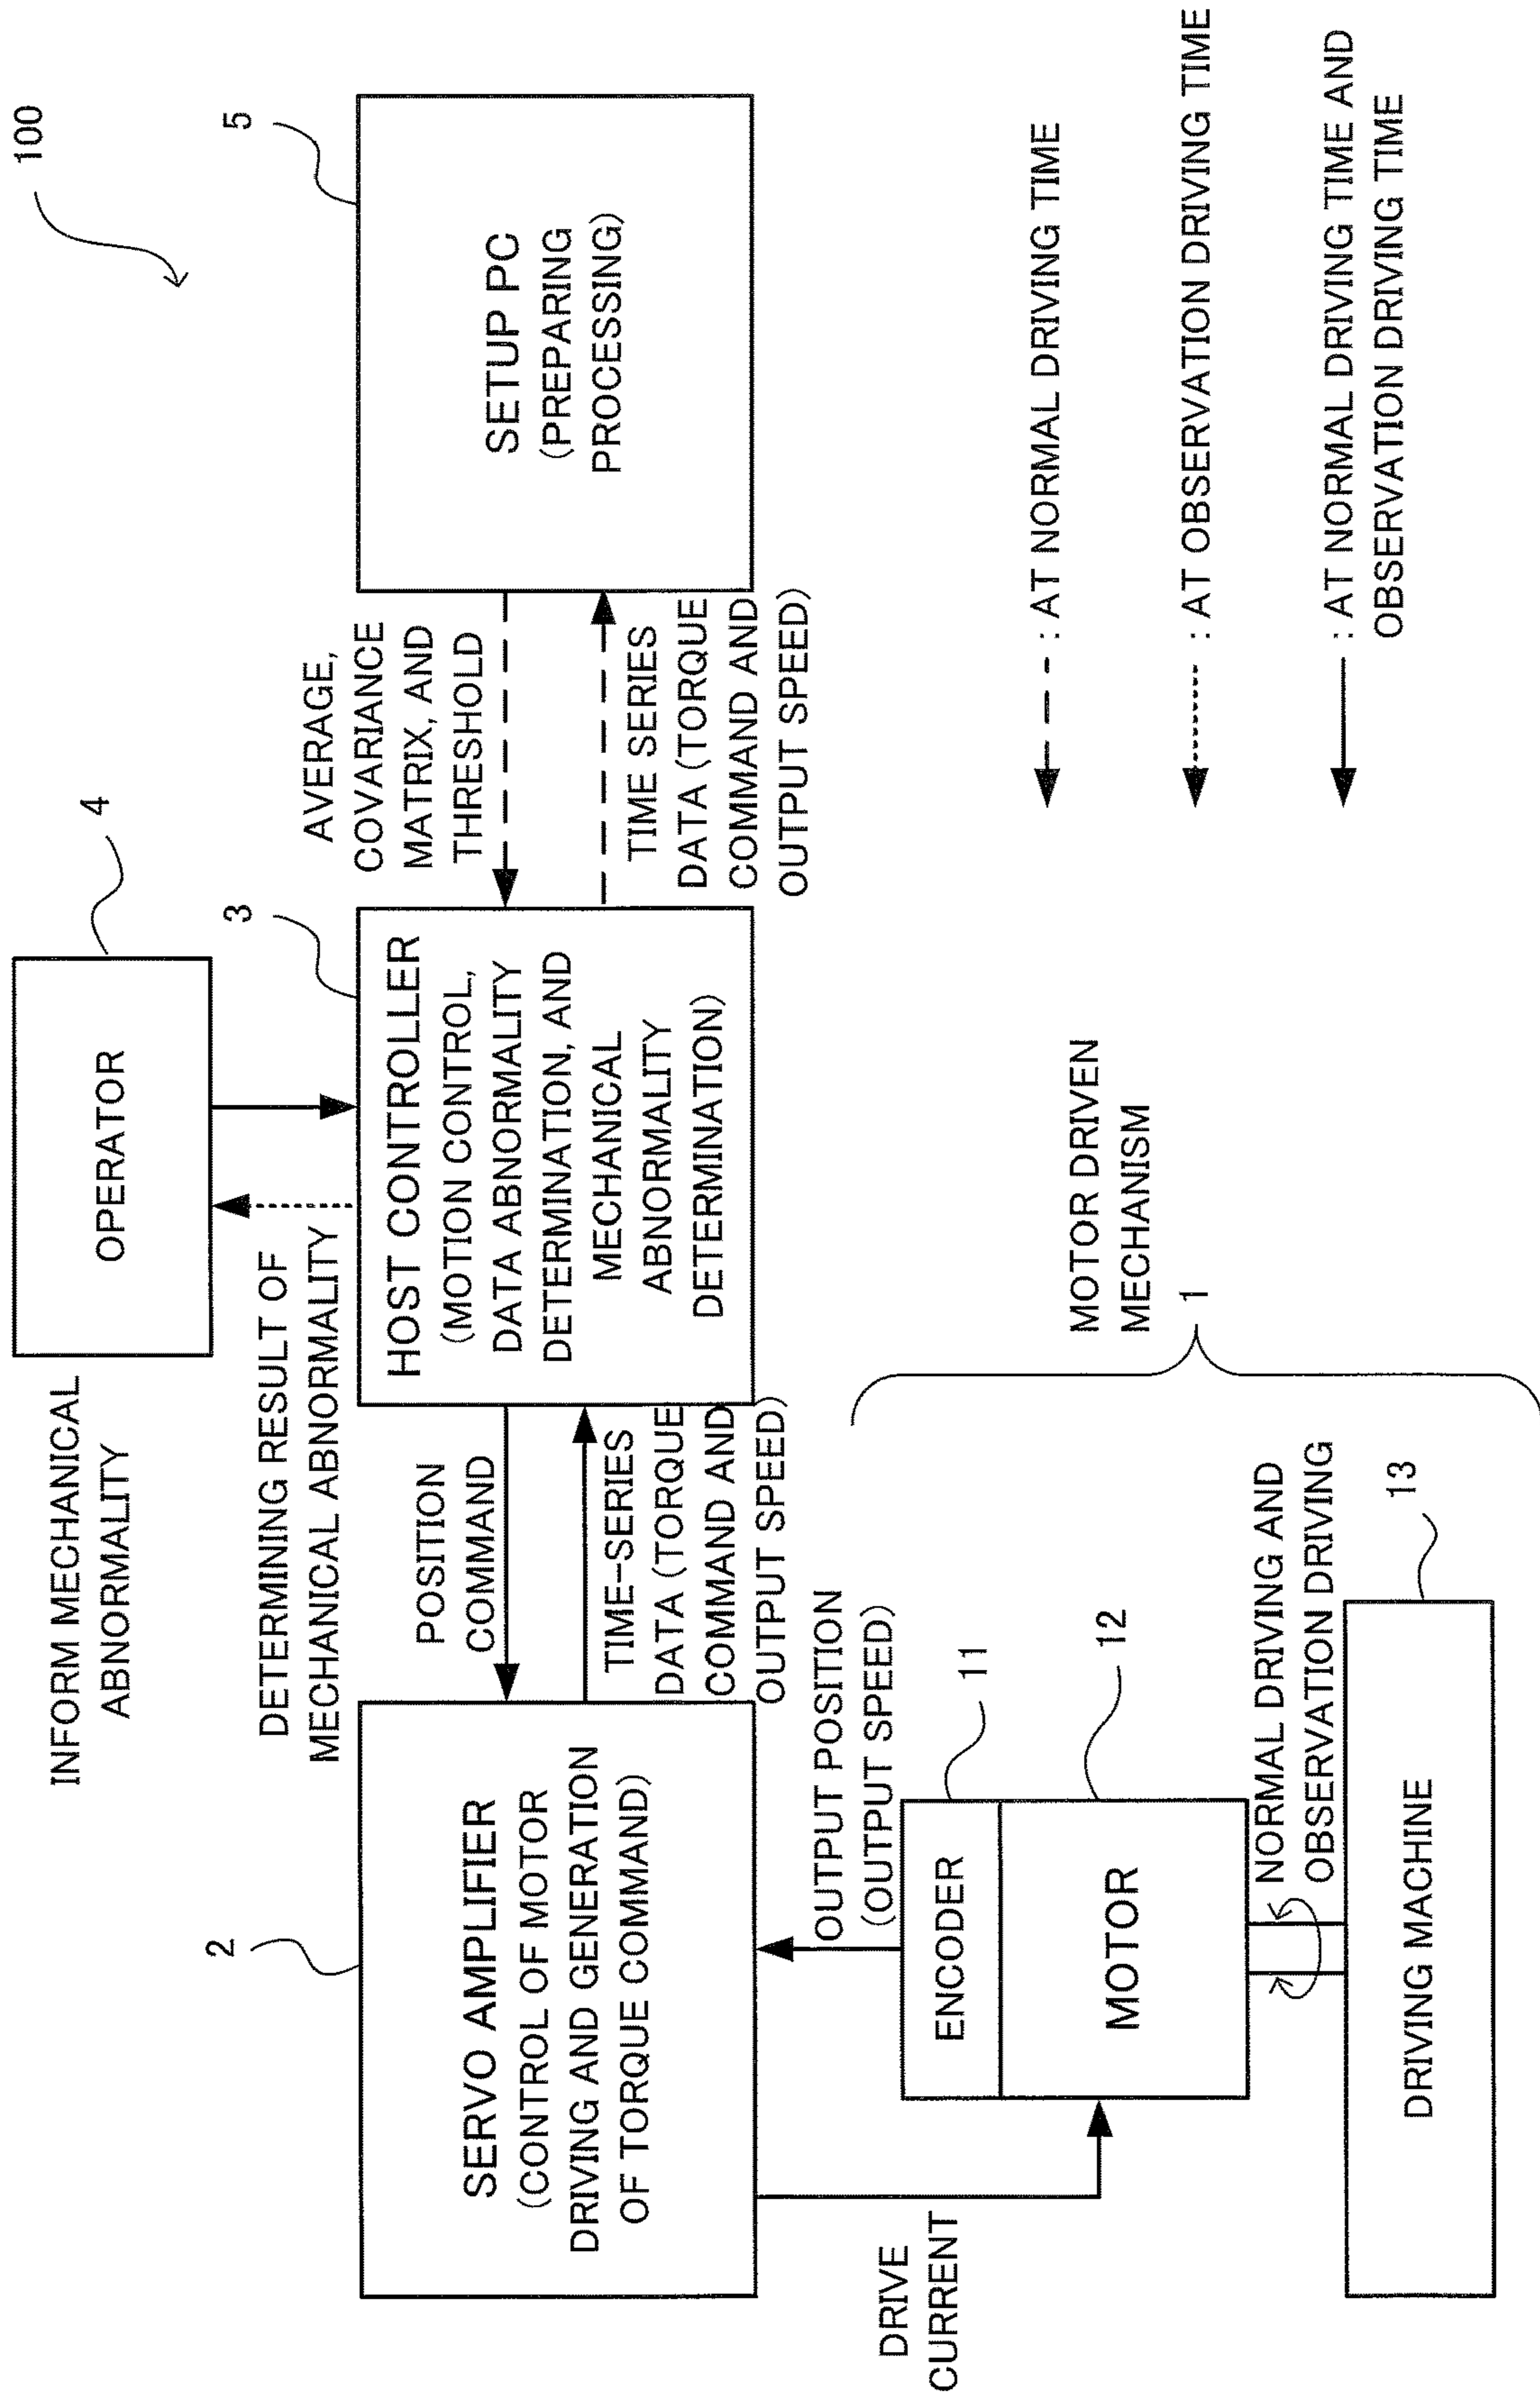 100
INFORM MECHANICAL
ABNORMALITY
OPERATOR
4
DETERMINING RESULT OF
MECHANICAL ABNORMALITY
2
SERVO AMPLIFIER
(CONTROL OF MOTOR
DRIVING AND GENERATION
OF TORQUE COMMAND)
POSITION
COMMAND
TIME-SERIES
DATA (TORQUE
COMMAND AND
OUTPUT SPEED)
3
HOST CONTROLLER
(MOTION CONTROL,
DATA ABNORMALITY
DETERMINATION, AND
MECHANICAL
ABNORMALITY
DETERMINATION)
AVERAGE,
COVARIANCE
MATRIX, AND
THRESHOLD
TIME SERIES
DATA (TORQUE
COMMAND AND
OUTPUT SPEED)
5
SETUP PC
(PREPARING
PROCESSING)
DRIVE
CURRENT
OUTPUT POSITION
(OUTPUT SPEED)
ENCODER
11
MOTOR
12
NORMAL DRIVING AND
OBSERVATION DRIVING
DRIVING MACHINE
13
MOTOR DRIVEN
MECHANISM
1
: AT NORMAL DRIVING TIME
: AT OBSERVATION DRIVING TIME
: AT NORMAL DRIVING TIME AND
OBSERVATION DRIVING TIME